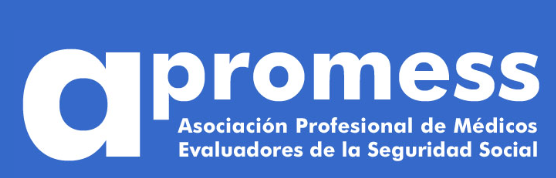 apromess
Asociación Profesional de Médicos
Evaluadores de la Seguridad Social